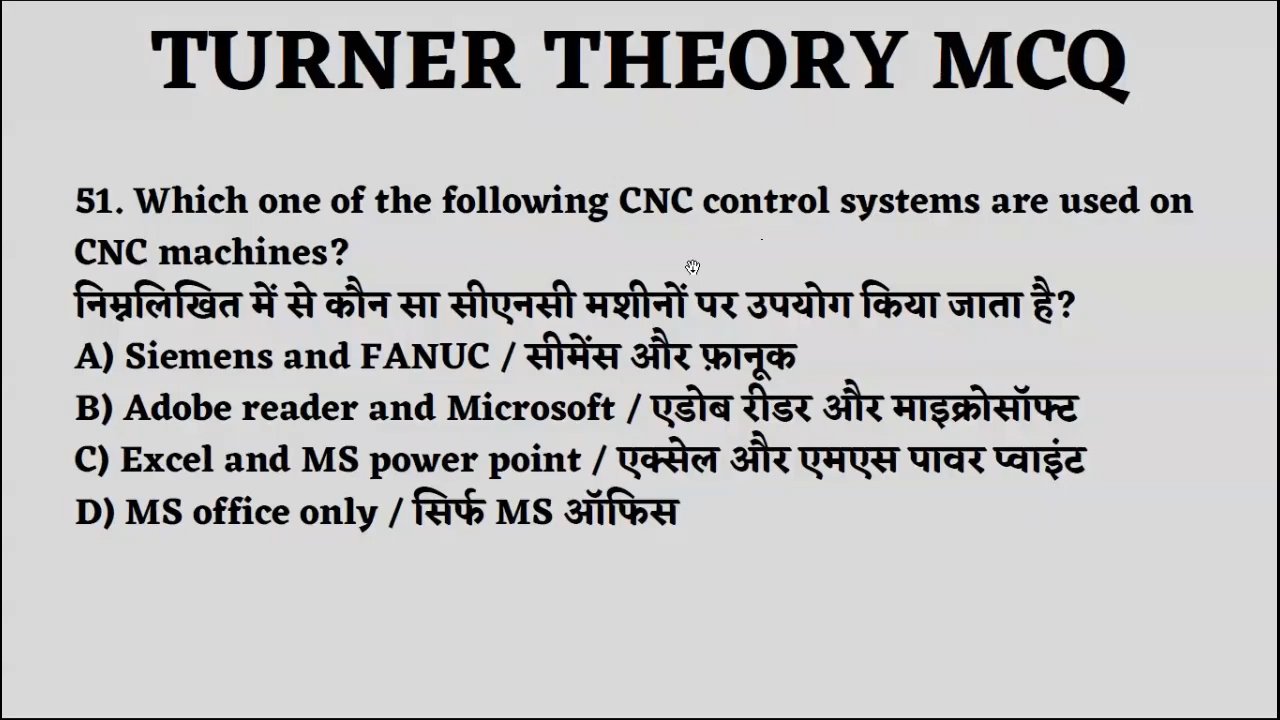 TURNER THEORY MCQ
51. Which one of the following CNC control systems are used on
CNC machines?
निम्नलिखित में से कौन सा सीएनसी मशीनों पर उपयोग किया जाता है?
A) Siemens and FANUC / सीमेंस और फ़ानूक
B) Adobe reader and Microsoft / एडोब रीडर और माइक्रोसॉफ्ट
C) Excel and MS power point / एक्सेल और एमएस पावर प्वाइंट
D) MS office only / सिर्फ MS ऑफिस